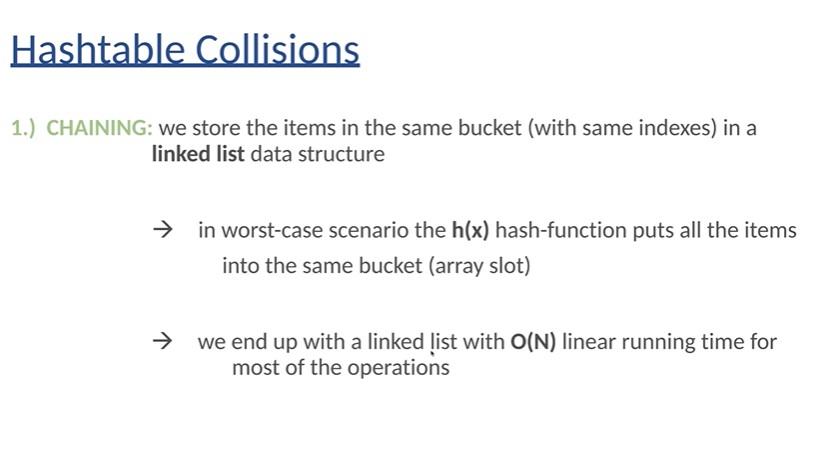 Hashtable Collisions
1.) CHAINING: we store the items in the same bucket (with same indexes) in a
linked list data structure
→ in worst-case scenario the h(x) hash-function puts all the items
into the same bucket (array slot)
→ we end up with a linked list with O(N) linear running time for
most of the operations